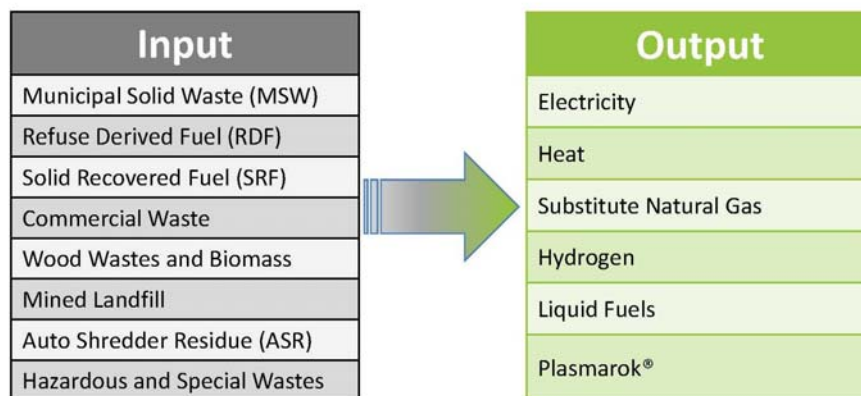 Input
Municipal Solid Waste (MSW)
Refuse Derived Fuel (RDF)
Solid Recovered Fuel (SRF)
Commercial Waste
Wood Wastes and Biomass
Mined Landfill
Auto Shredder Residue (ASR)
Hazardous and Special Wastes
Output
Electricity
Heat
Substitute Natural Gas
Hydrogen
Liquid Fuels
Plasmarok®